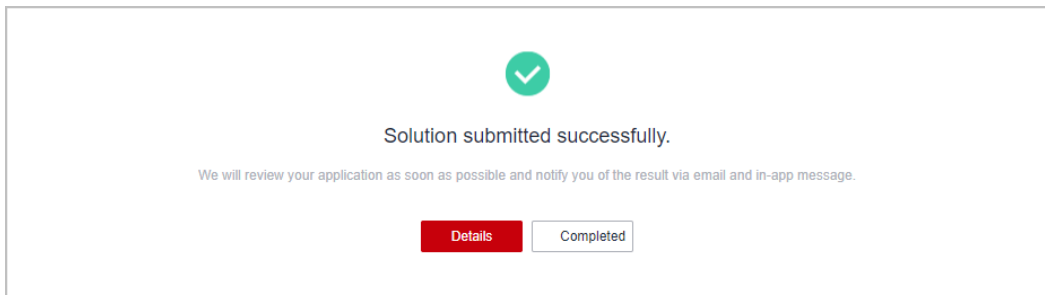 Solution submitted successfully.
We will review your application as soon as possible and notify you of the result via email and in-app message.
Details
Completed